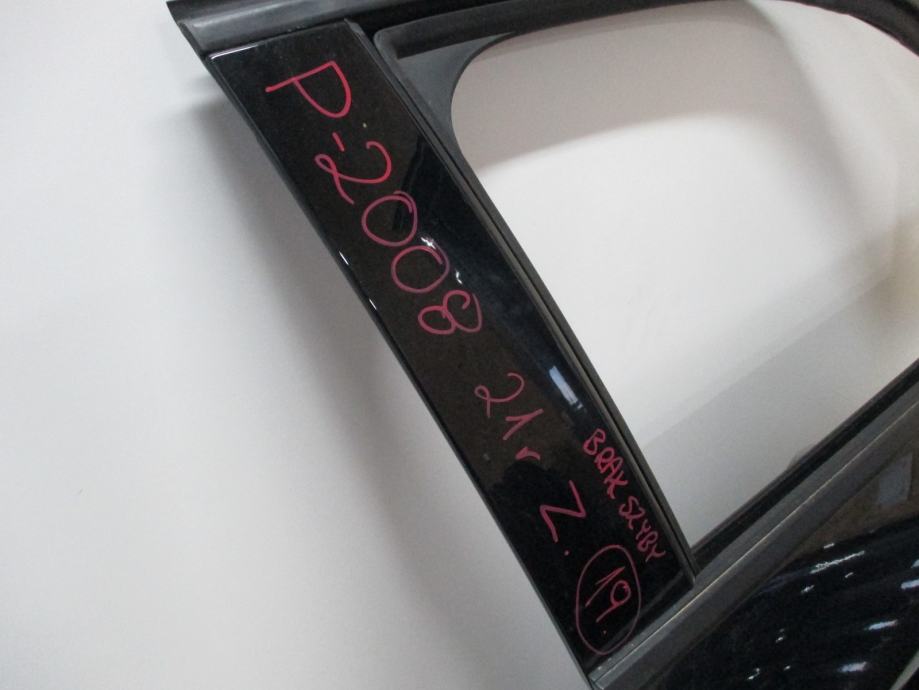 P-2008
21r
Z.
BRAK SZYBY
19.